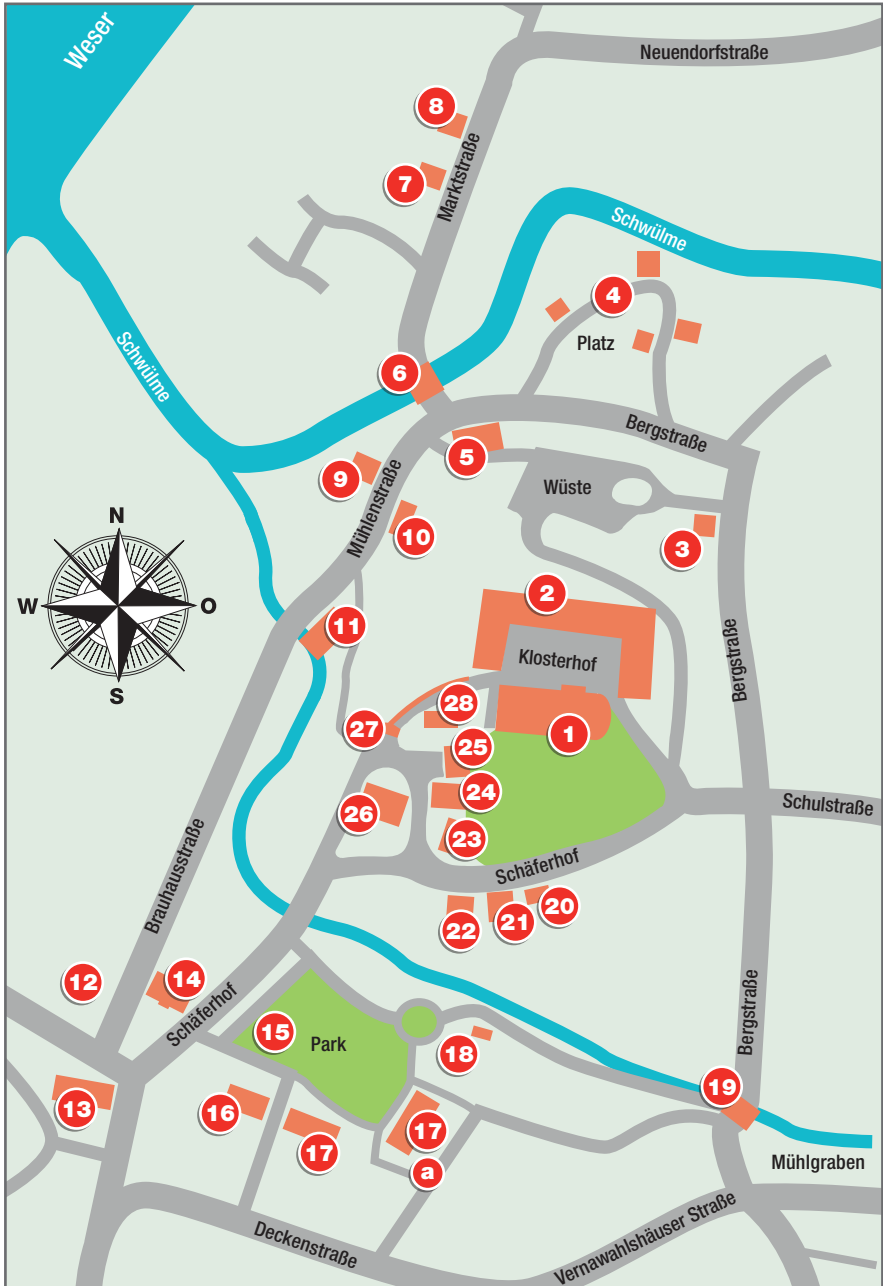 Weser
Neuendorfstraße
8
7
Marktstraße
Schwülme
4
Platz
Schwülme
6
Bergstraße
5
9
Mühlenstraße
Wüste
10
3
N
W
O
S
2
11
Klosterhof
Bergstraße
28
27
1
25
24
26
Schulstraße
23
Schäferhof
Brauhausstraße
20
21
22
12
14
Schäferhof
15
Park
18
Bergstraße
19
13
16
17
17
a
Mühlgraben
Deckenstraße
Vernawahlshäuser Straße